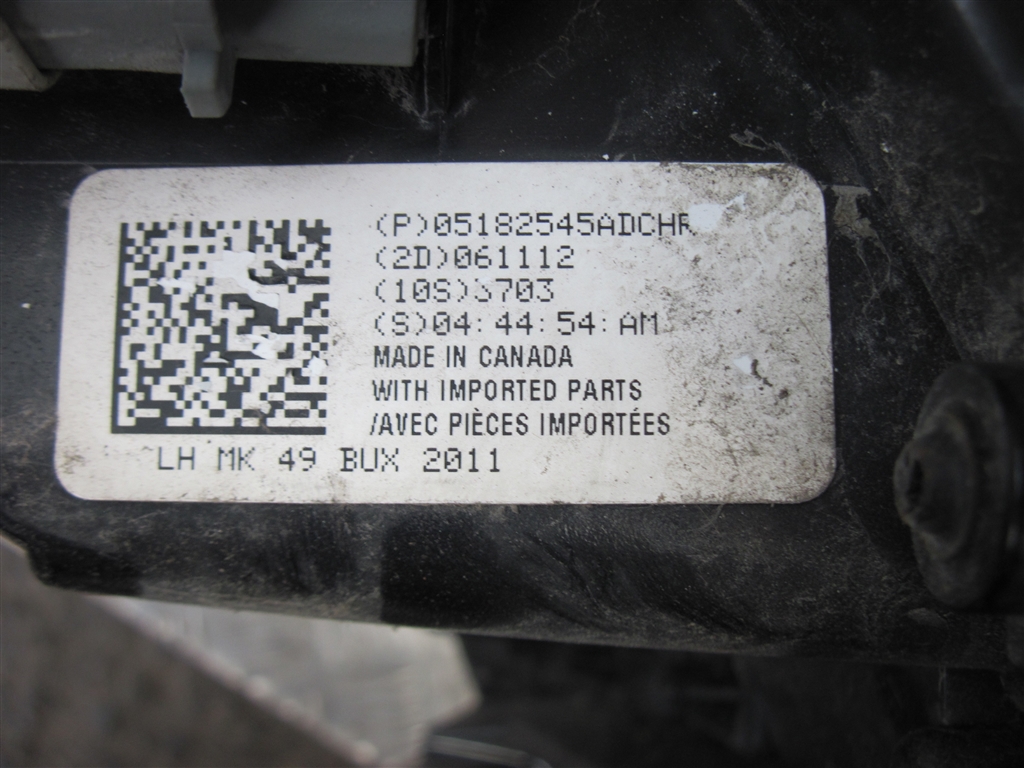 (P)05182545ADCHR
(2D)061112
(10S)3703
(S)04:44:54:AM
MADE IN CANADA
WITH IMPORTED PARTS
/AVEC PIÈCES IMPORTÉES
LH MK 49 BUX 2011